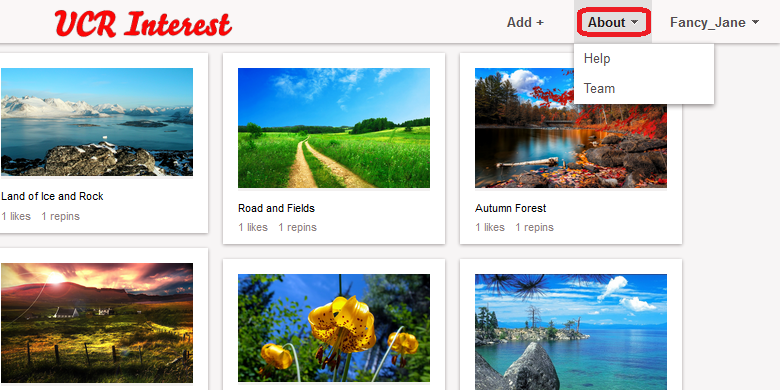 UCR Interest
Add +
About
Fancy_Jane
Help
Team
Land of Ice and Rock
1 likes 1 repins
Road and Fields
1 likes 1 repins
Autumn Forest
1 likes 1 repins